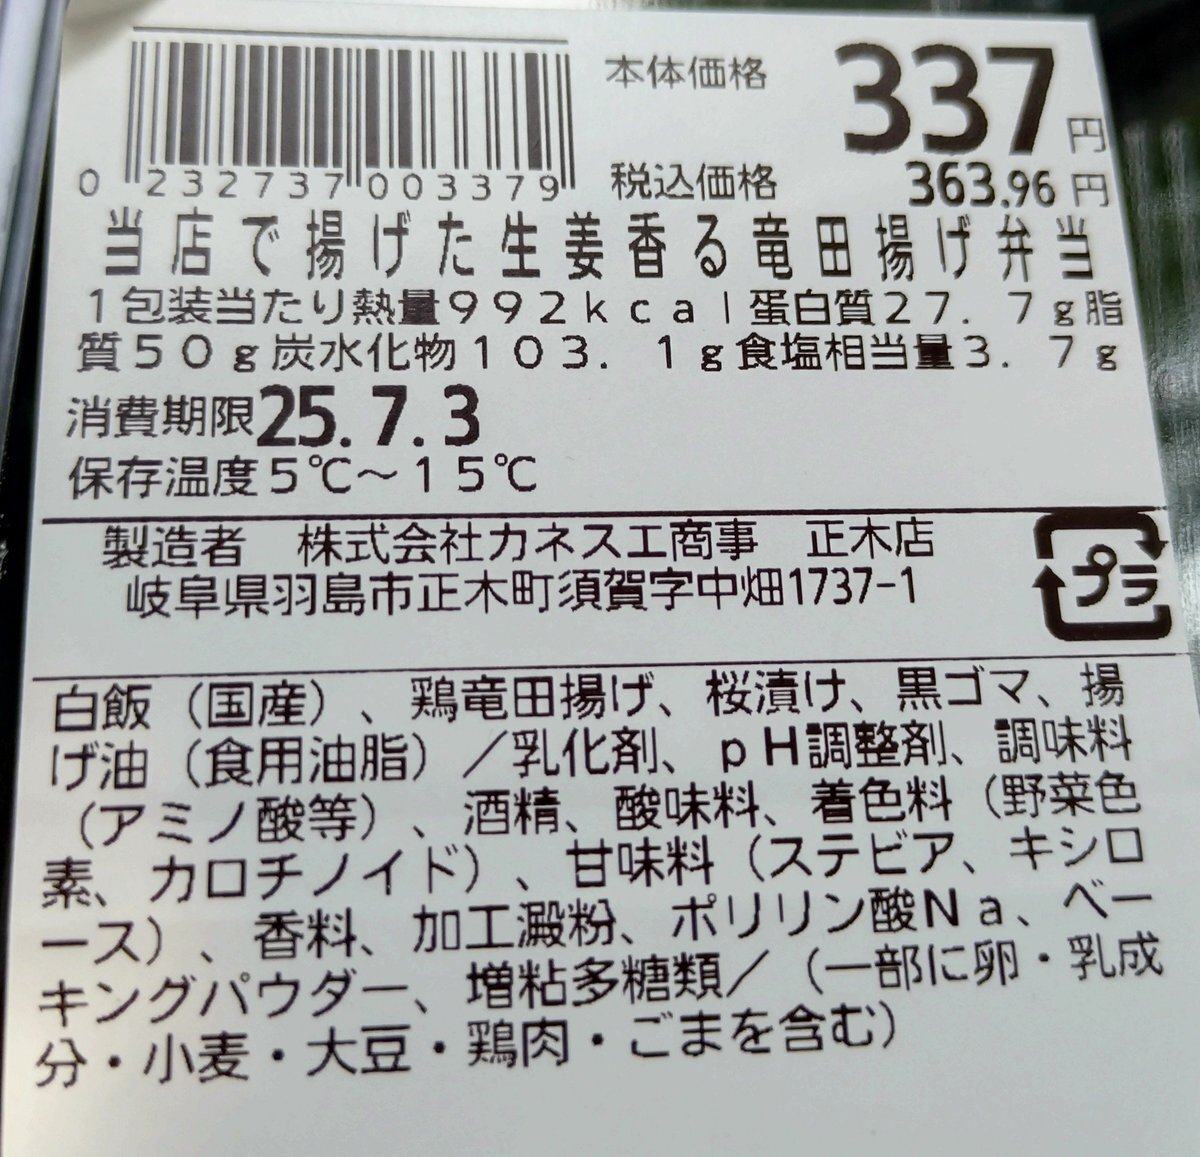 本体価格 337円
0 232737 003379
税込価格 363.96円
当店で揚げた生姜香る竜田揚げ弁当
1包装当たり熱量992kcal蛋白質27.7g脂
質50g炭水化物103.1g食塩相当量3.7g
消費期限25.7.3
保存温度5℃~15℃
製造者 株式会社カネスエ商事 正木店
岐阜県羽島市正木町須賀字中畑1737-1
プラ
白飯(国産)、鶏竜田揚げ、桜漬け、黒ゴマ、揚
げ油(食用油脂)/乳化剤、pH調整剤、調味料
(アミノ酸等)、酒精、酸味料、着色料(野菜色
素、カロチノイド)、甘味料(ステビア、キシロ
ース)、香料、加工澱粉、ポリリン酸Na、ベー
キングパウダー、増粘多糖類/(一部に卵・乳成
分・小麦・大豆・鶏肉・ごまを含む)